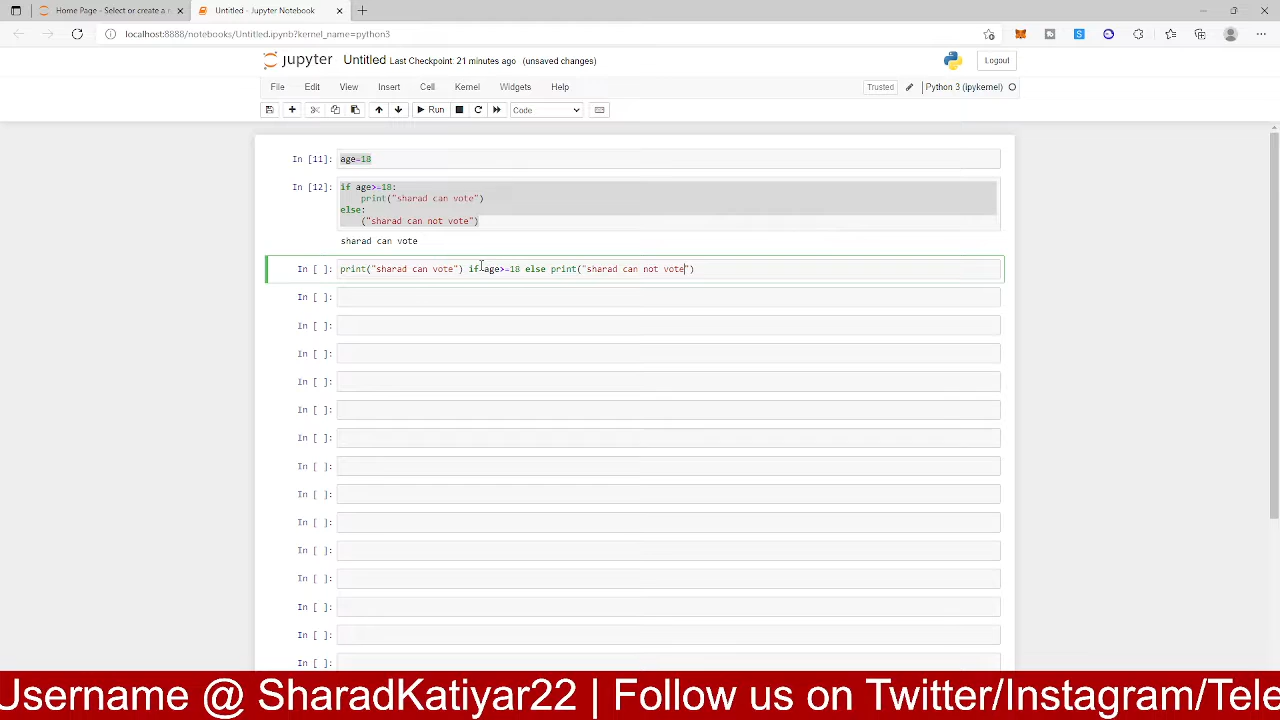 Home Page - Select or create a n
Untitled - Jupyter Notebook
localhost:8888/notebooks/Untitled.ipynb?kernel_name=python3
jupyter Untitled Last Checkpoint 21 minutes ago (unsaved changes)
Logout
File Edit View Insert Cell Kernel Widgets Help
Trusted Python 3 (ipykernel)
Run Code
In [11]: age=18
In [12]: if age>=18:
print("sharad can vote")
else:
("sharad can not vote")
sharad can vote
In [ ]: print("sharad can vote") if age>=18 else print("sharad can not vote")
In [ ]:
In [ ]:
In [ ]:
In [ ]:
In [ ]:
In [ ]:
In [ ]:
In [ ]:
In [ ]:
In [ ]:
In [ ]:
In [ ]:
In [ ]:
In [ ]:
Username @ SharadKatiyar22 | Follow us on Twitter/Instagram/Tele